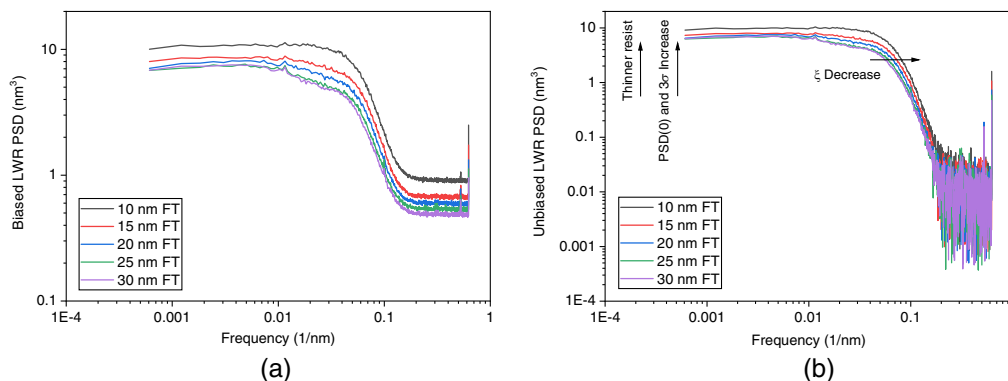 Biased LWR PSD (nm³)
10
1
0.1
1E-4
0.001
0.01
0.1
1
Frequency (1/nm)
10 nm FT
15 nm FT
20 nm FT
25 nm FT
30 nm FT
(a)
Unbiased LWR PSD (nm³)
10
1
0.1
0.01
0.001
1E-4
1E-4
0.001
0.01
0.1
1
Frequency (1/nm)
Thinner resist
PSD(0) and 3σ Increase
ξ Decrease
10 nm FT
15 nm FT
20 nm FT
25 nm FT
30 nm FT
(b)